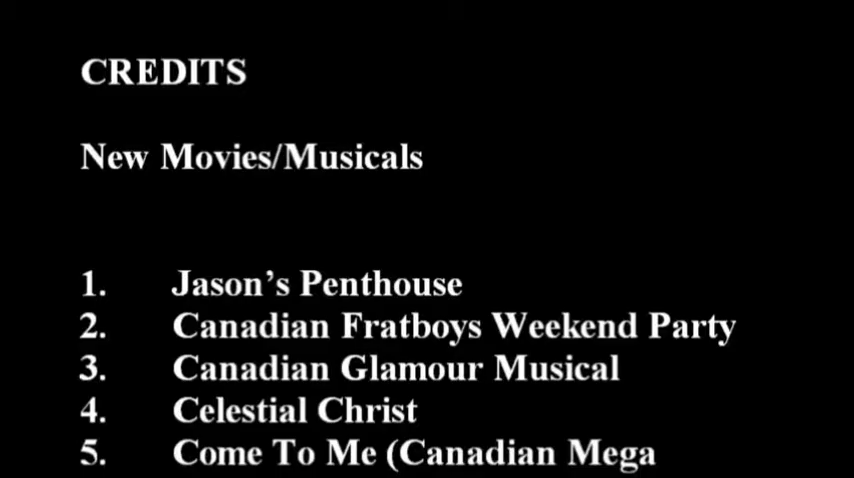 CREDITS
New Movies/Musicals
1. Jason's Penthouse
2. Canadian Fratboys Weekend Party
3. Canadian Glamour Musical
4. Celestial Christ
5. Come To Me (Canadian Mega